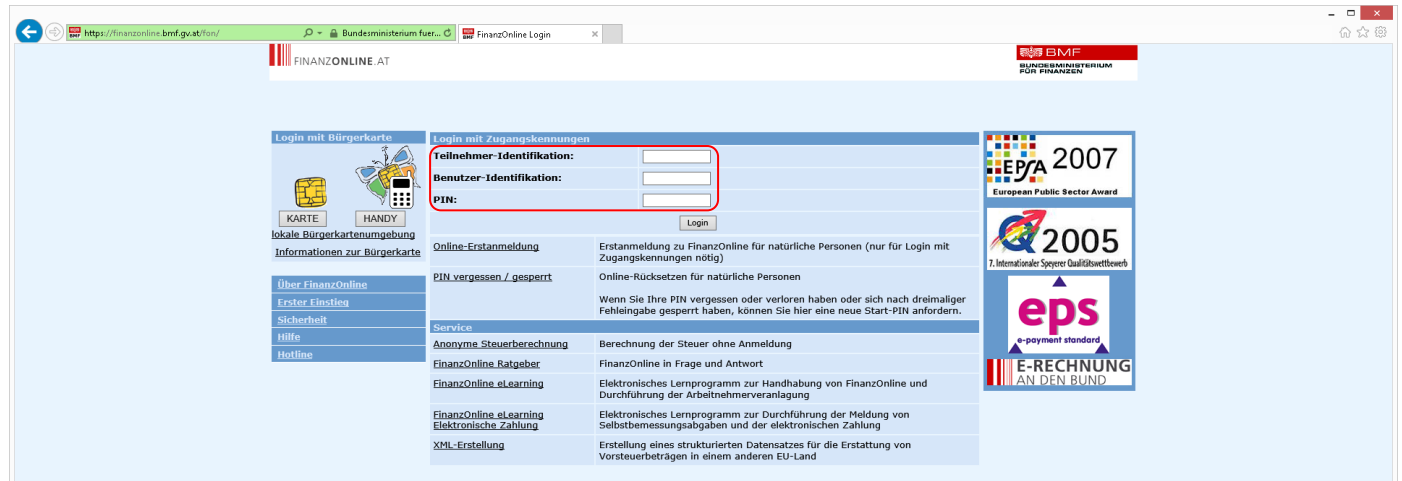 https://finanzonline.bmf.gv.at/fon/
Bundesministerium fuer...
FinanzOnline Login
FINANZONLINE.AT
BMF
BUNDESMINISTERIUM
FÜR FINANZEN
Login mit Bürgerkarte
KARTE
HANDY
lokale Bürgerkartenumgebung
Informationen zur Bürgerkarte
Über FinanzOnline
Erster Einstieg
Sicherheit
Hilfe
Hotline
Login mit Zugangskennungen
Teilnehmer-Identifikation:
Benutzer-Identifikation:
PIN:
Login
Online-Erstanmeldung
Erstanmeldung zu FinanzOnline für natürliche Personen (nur für Login mit
Zugangskennungen nötig)
PIN vergessen / gesperrt
Online-Rücksetzen für natürliche Personen
Wenn Sie Ihre PIN vergessen oder verloren haben oder sich nach dreimaliger
Fehleingabe gesperrt haben, können Sie hier eine neue Start-PIN anfordern.
Service
Anonyme Steuerberechnung
Berechnung der Steuer ohne Anmeldung
FinanzOnline Ratgeber
FinanzOnline in Frage und Antwort
FinanzOnline eLearning
Elektronisches Lernprogramm zur Handhabung von FinanzOnline und
Durchführung der Arbeitnehmerveranlagung
FinanzOnline eLearning
Elektronische Zahlung
Elektronisches Lernprogramm zur Durchführung der Meldung von
Selbstbemessungsabgaben und der elektronischen Zahlung
XML-Erstellung
Erstellung eines strukturierten Datensatzes für die Erstattung von
Vorsteuerbeträgen in einem anderen EU-Land
EPSA 2007
European Public Sector Award
2005
7. Internationaler Speyerer Qualitätswettbewerb
eps
e-payment standard
E-RECHNUNG
AN DEN BUND